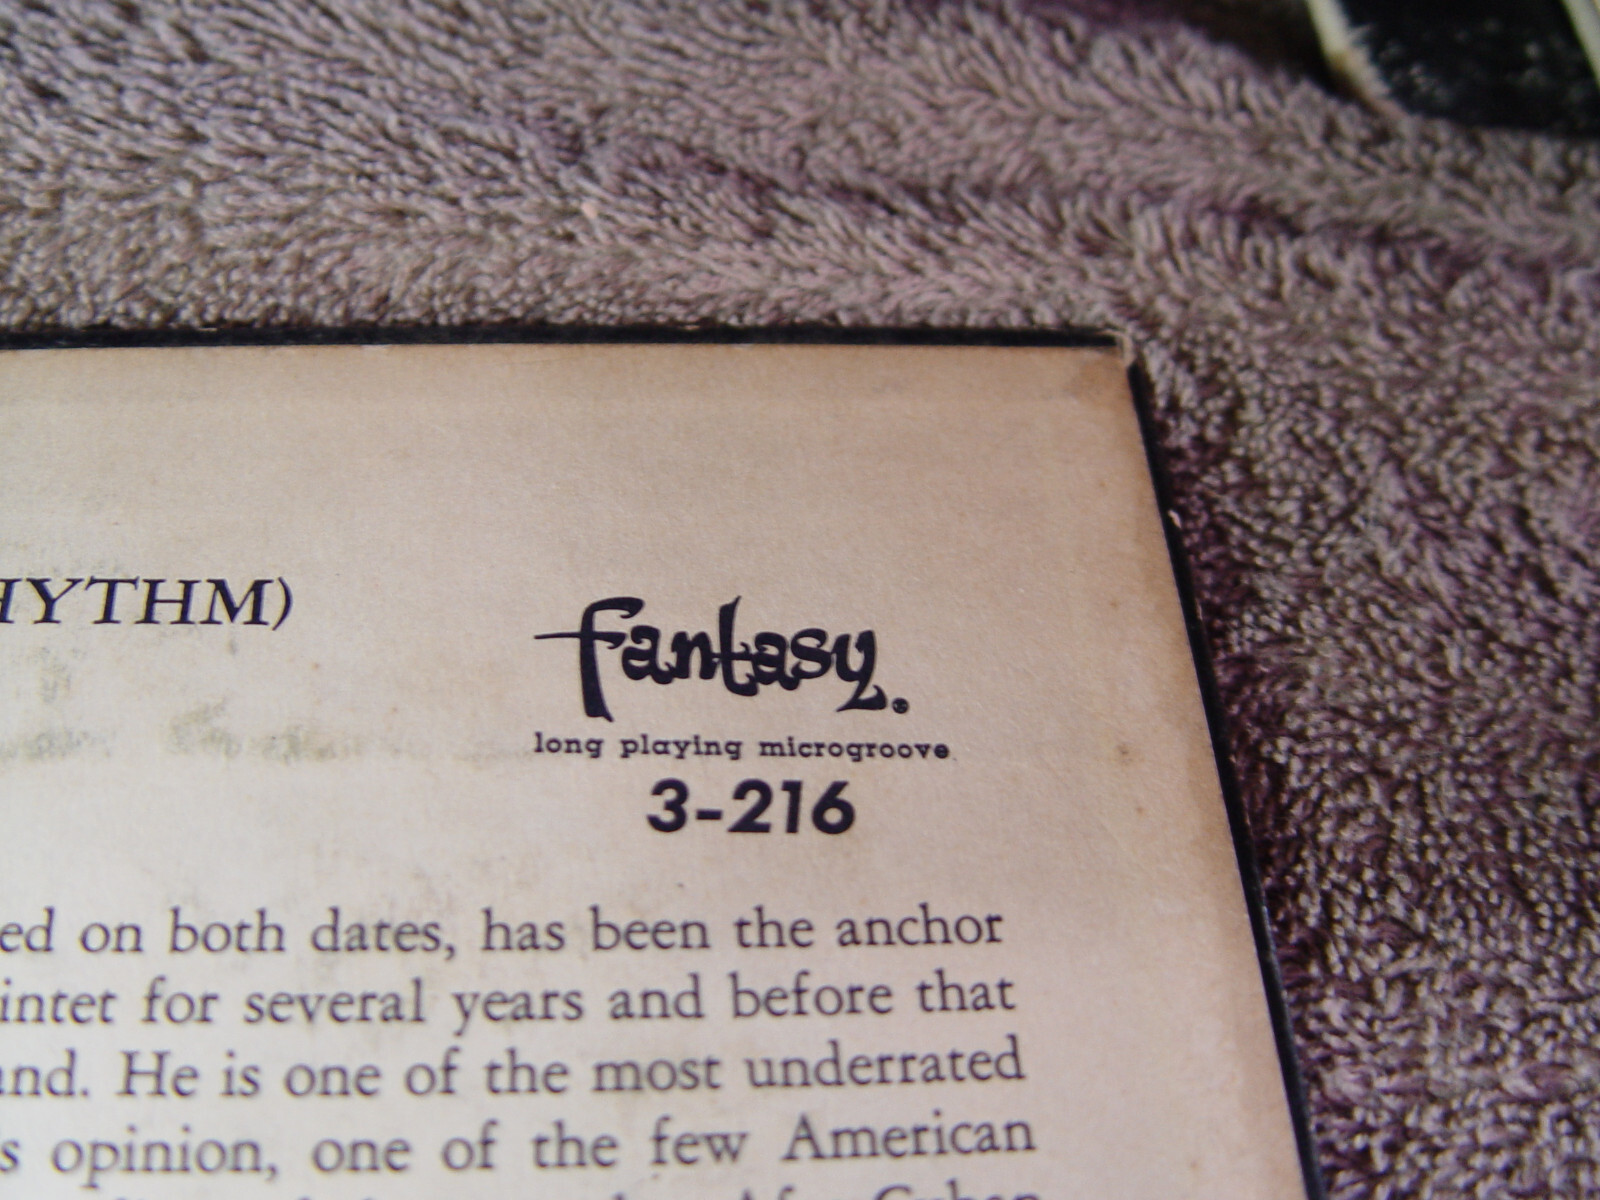 HYTHM)
fantasy.
long playing microgroove
3-216
ed on both dates, has been the anchor
intet for several years and before that
and. He is one of the most underrated
s opinion, one of the few American